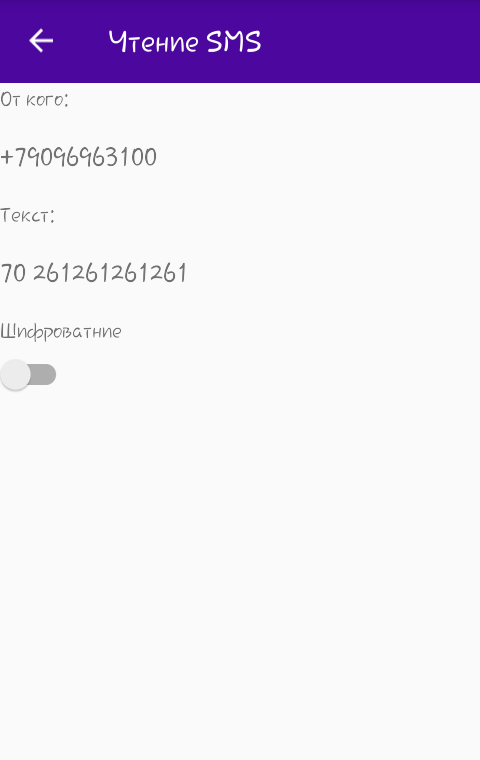 Чтение SMS
От кого:
+79096963100
Текст:
70 261261261261
Шифроватние